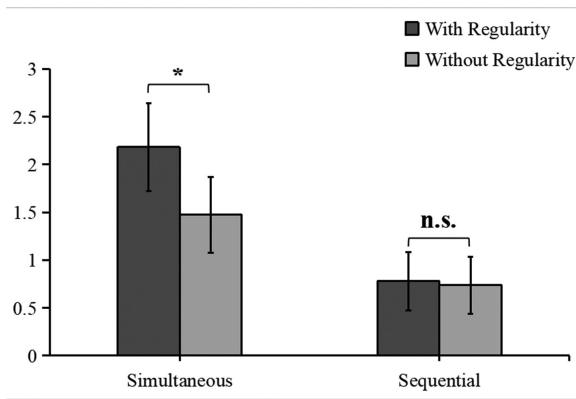 With Regularity
Without Regularity
3
2.5
2
1.5
1
0.5
0
*
n.s.
Simultaneous
Sequential